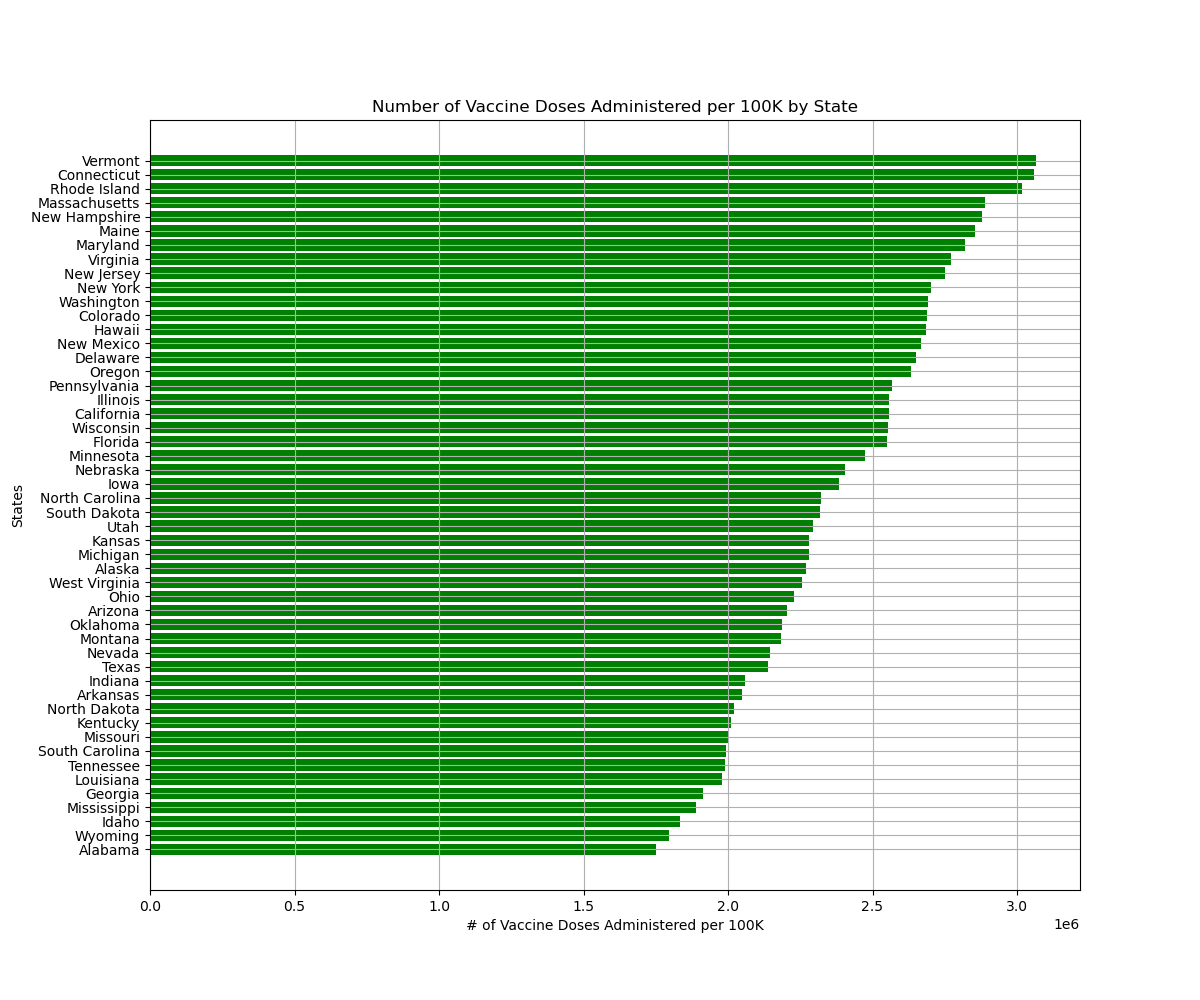 Number of Vaccine Doses Administered per 100K by State
Vermont
Connecticut
Rhode Island
Massachusetts
New Hampshire
Maine
Maryland
Virginia
New Jersey
New York
Washington
Colorado
Hawaii
New Mexico
Delaware
Oregon
Pennsylvania
Illinois
California
Wisconsin
Florida
Minnesota
Nebraska
Iowa
North Carolina
South Dakota
Utah
Kansas
Michigan
Alaska
West Virginia
Ohio
Arizona
Oklahoma
Montana
Nevada
Texas
Indiana
Arkansas
North Dakota
Kentucky
Missouri
South Carolina
Tennessee
Louisiana
Georgia
Mississippi
Idaho
Wyoming
Alabama
States
0.0 0.5 1.0 1.5 2.0 2.5 3.0
1e6
# of Vaccine Doses Administered per 100K